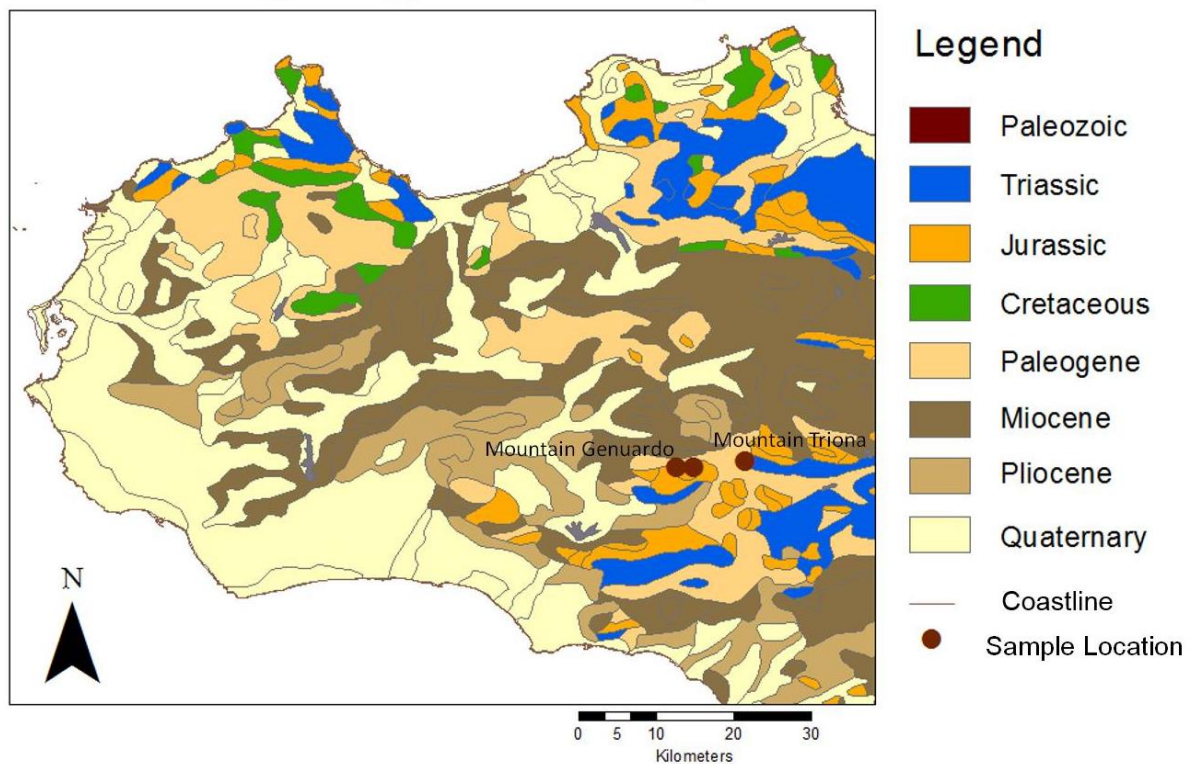 Legend
Paleozoic
Triassic
Jurassic
Cretaceous
Paleogene
Miocene
Pliocene
Quaternary
Coastline
Sample Location
Mountain Genuardo
Mountain Triona
N
0 5 10 20 30
Kilometers